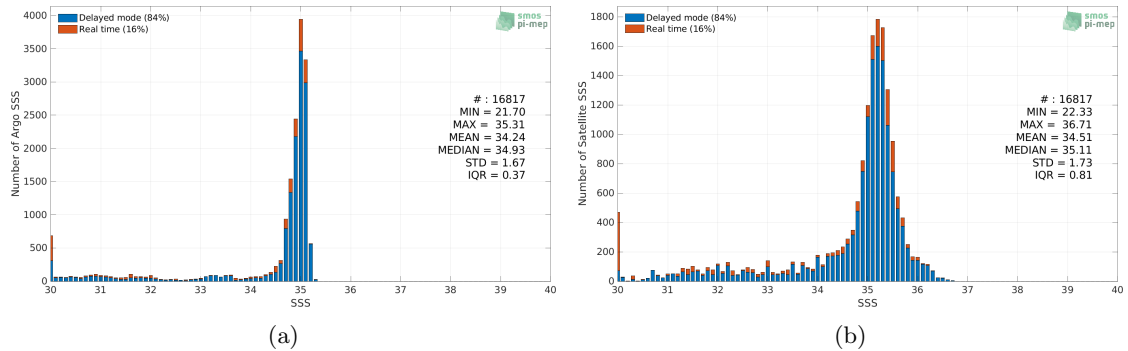 Delayed mode (84%)
Real time (16%)
smos
pi-mep
4000
3500
3000
2500
2000
1500
1000
500
0
Number of Argo SSS
# : 16817
MIN = 21.70
MAX = 35.31
MEAN = 34.24
MEDIAN = 34.93
STD = 1.67
IQR = 0.37
30 31 32 33 34 35 36 37 38 39 40
SSS
(a)
Delayed mode (84%)
Real time (16%)
smos
pi-mep
1800
1600
1400
1200
1000
800
600
400
200
0
Number of Satellite SSS
# : 16817
MIN = 22.33
MAX = 36.71
MEAN = 34.51
MEDIAN = 35.11
STD = 1.73
IQR = 0.81
30 31 32 33 34 35 36 37 38 39 40
SSS
(b)